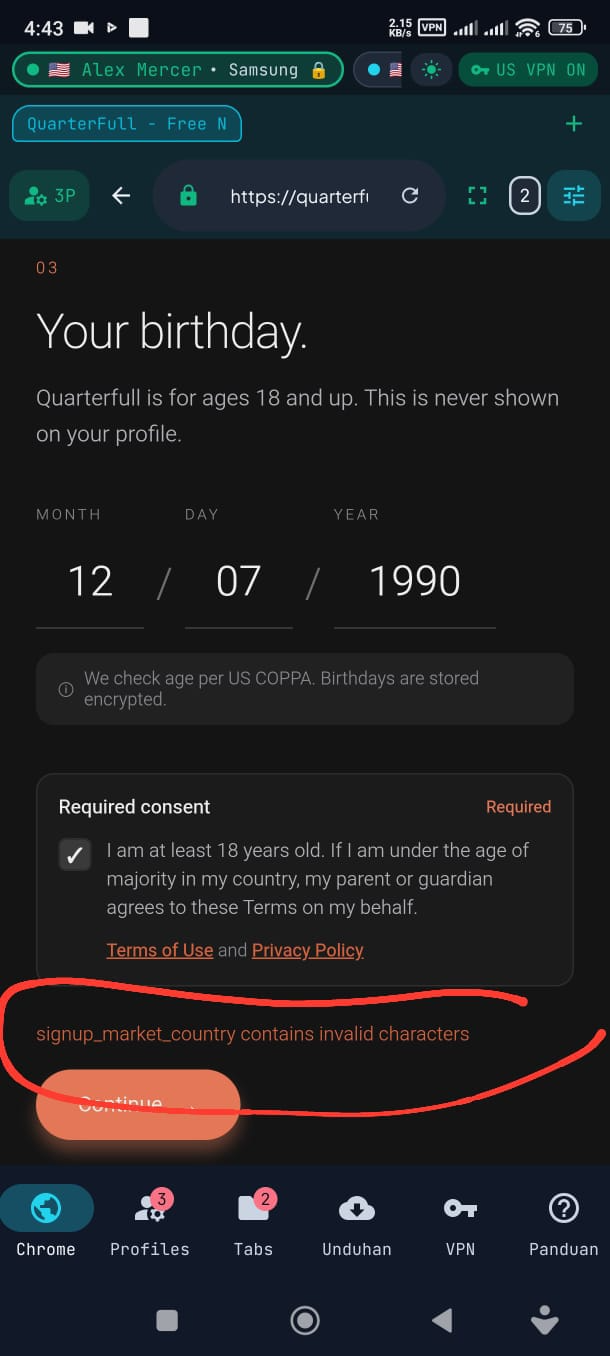 4:43
2.15 KB/s VPN 6 75
Alex Mercer • Samsung US VPN ON
QuarterFull - Free N +
3P https://quarterfu 2
03
Your birthday.
Quarterfull is for ages 18 and up. This is never shown
on your profile.
MONTH DAY YEAR
12 / 07 / 1990
We check age per US COPPA. Birthdays are stored
encrypted.
Required consent Required
I am at least 18 years old. If I am under the age of
majority in my country, my parent or guardian
agrees to these Terms on my behalf.
Terms of Use and Privacy Policy
signup_market_country contains invalid characters
Continue →
3 2
Chrome Profiles Tabs Unduhan VPN Panduan